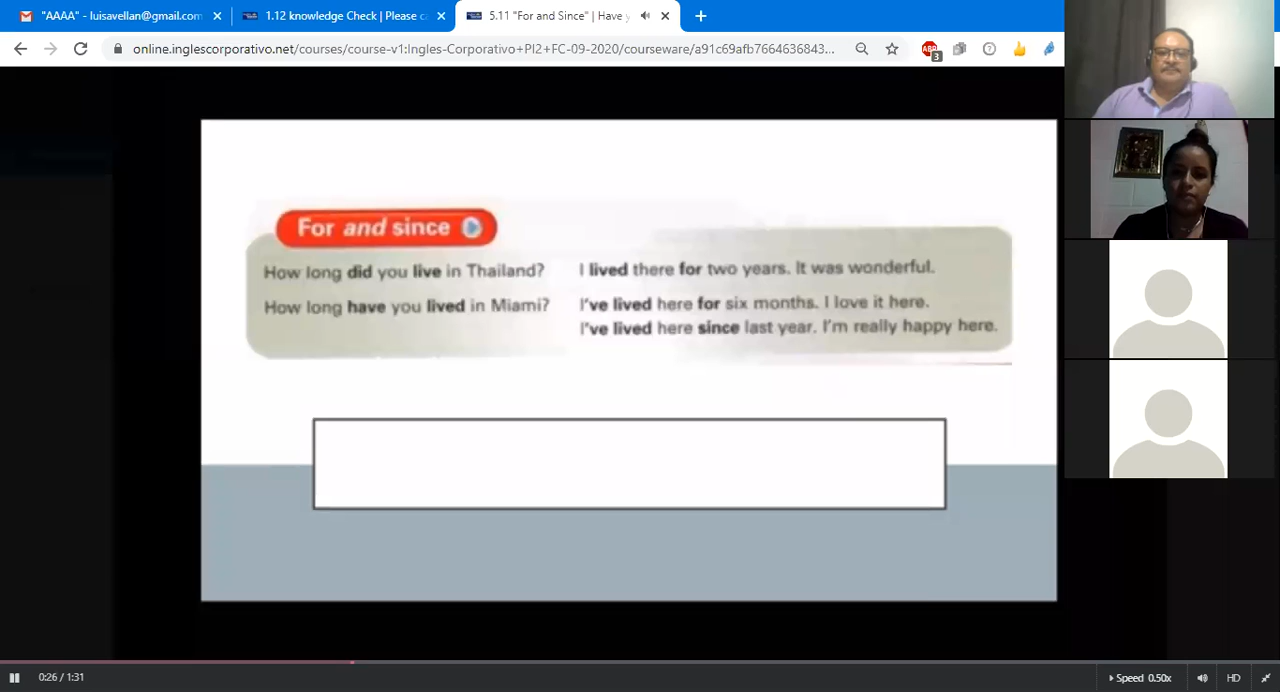 "AAAA" - luisavellan@gmail.com
1.12 knowledge Check | Please ca
5.11 "For and Since" | Have y
online.inglescorporativo.net/courses/course-v1:Ingles-Corporativo+PI2+FC-09-2020/courseware/a91c69afb7664636843...
ABP
3
For and since
How long did you live in Thailand? I lived there for two years. It was wonderful.
How long have you lived in Miami? I've lived here for six months. I love it here.
I've lived here since last year. I'm really happy here.
0:26 / 1:31
Speed 0.50x
HD